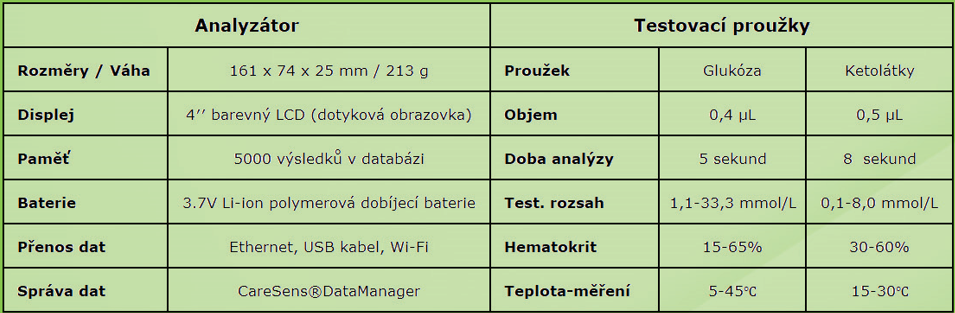 Analyzátor Testovací proužky
Rozměry / Váha 161 x 74 x 25 mm / 213 g Proužek Glukóza Ketolátky
Displej 4′′ barevný LCD (dotyková obrazovka) Objem 0,4 µL 0,5 µL
Paměť 5000 výsledků v databázi Doba analýzy 5 sekund 8 sekund
Baterie 3.7V Li-ion polymerová dobíjecí baterie Test. rozsah 1,1-33,3 mmol/L 0,1-8,0 mmol/L
Přenos dat Ethernet, USB kabel, Wi-Fi Hematokrit 15-65% 30-60%
Správa dat CareSens®DataManager Teplota-měření 5-45℃ 15-30℃